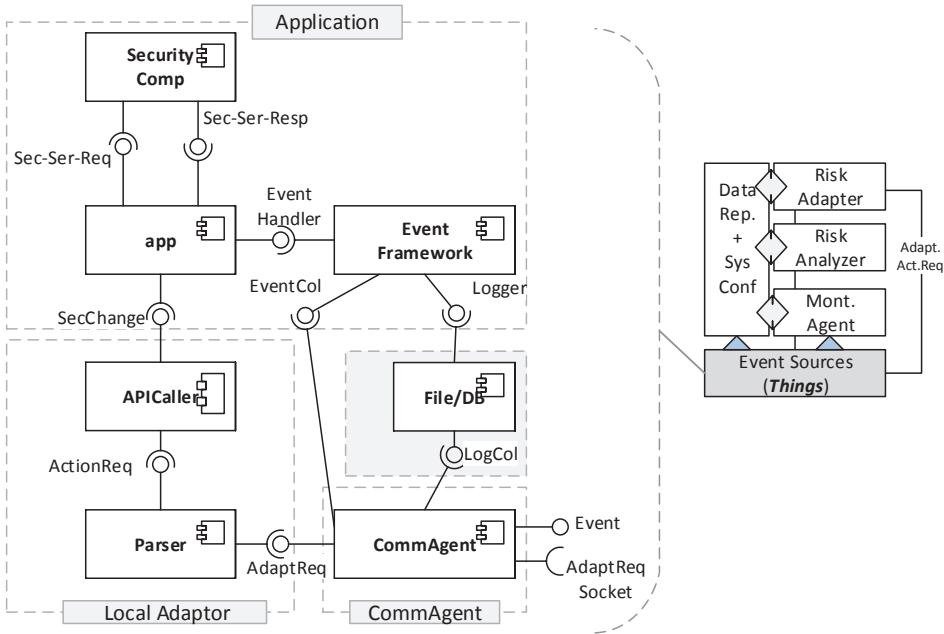 Application
Security
Comp
Sec-Ser-Resp
Sec-Ser-Req
Event
Handler
app
Event
Framework
EventCol
Logger
SecChange
APICaller
File/DB
ActionReq
LogCol
Parser
AdaptReq
CommAgent
Event
AdaptReq
Socket
Local Adaptor
CommAgent
Data
Rep.
+
Sys
Conf
Risk
Adapter
Risk
Analyzer
Mont.
Agent
Adapt.
Act.Req
Event Sources
(Things)